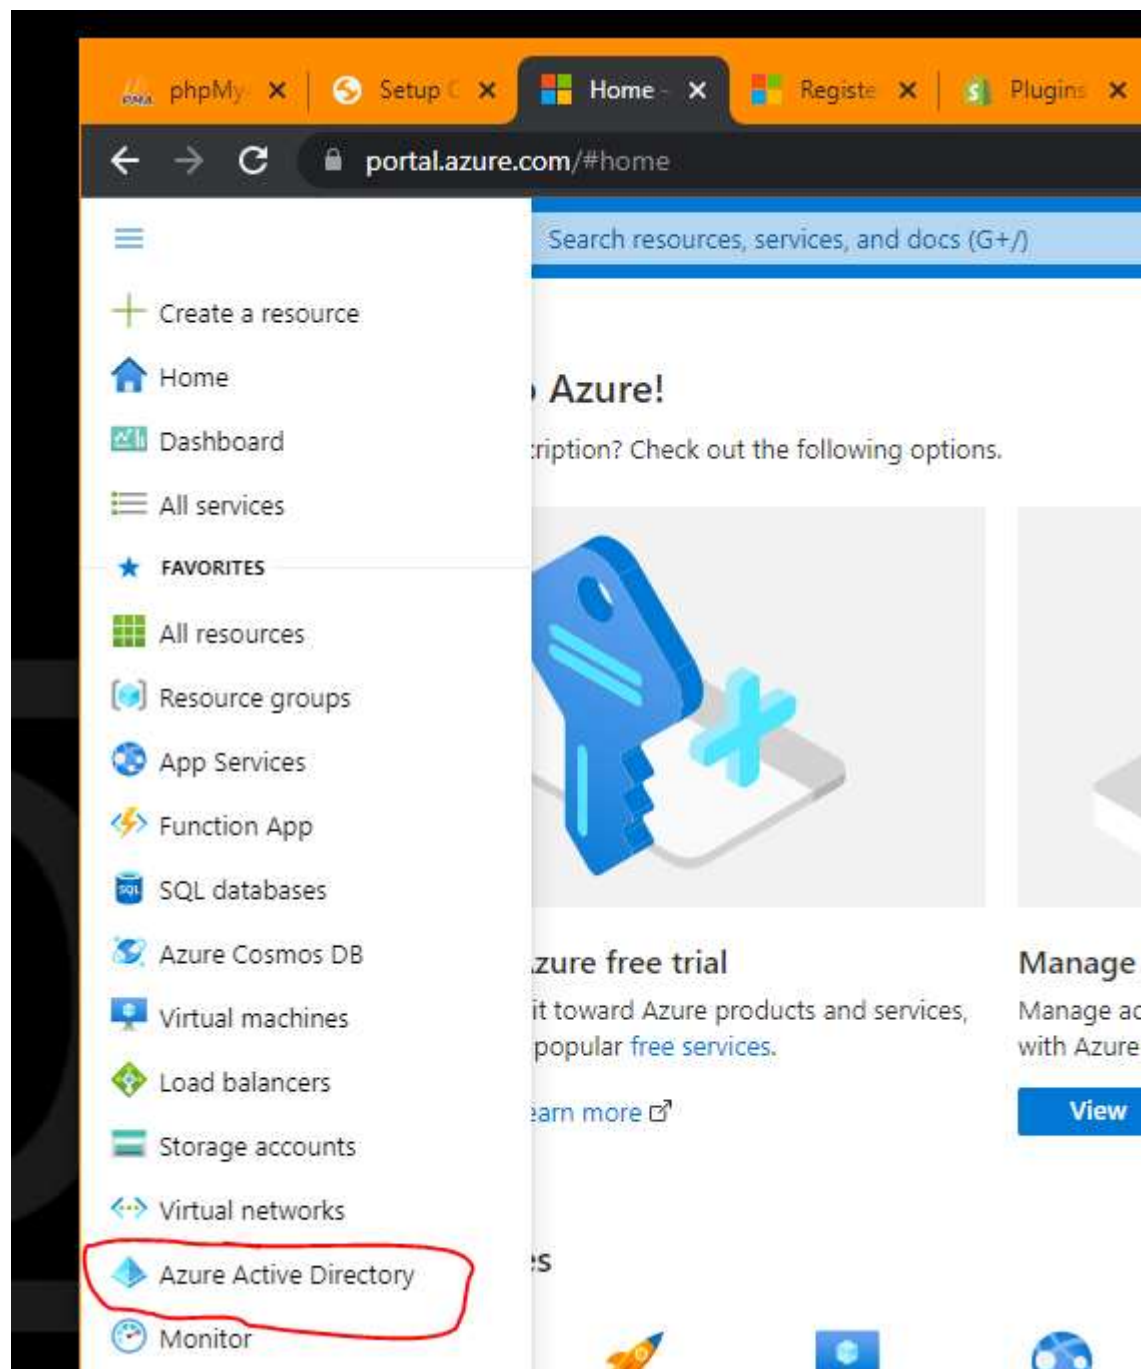 phpMy
Setup
Home -
Registe
Plugins
portal.azure.com/#home
Search resources, services, and docs (G+/)
Create a resource
Home
Azure!
Dashboard
cription? Check out the following options.
All services
FAVORITES
All resources
Resource groups
App Services
Function App
SQL databases
Azure Cosmos DB
zure free trial
Manage
Virtual machines
it toward Azure products and services,
Manage ac
popular free services.
with Azure
Load balancers
earn more
View
Storage accounts
Virtual networks
es
Azure Active Directory
Monitor